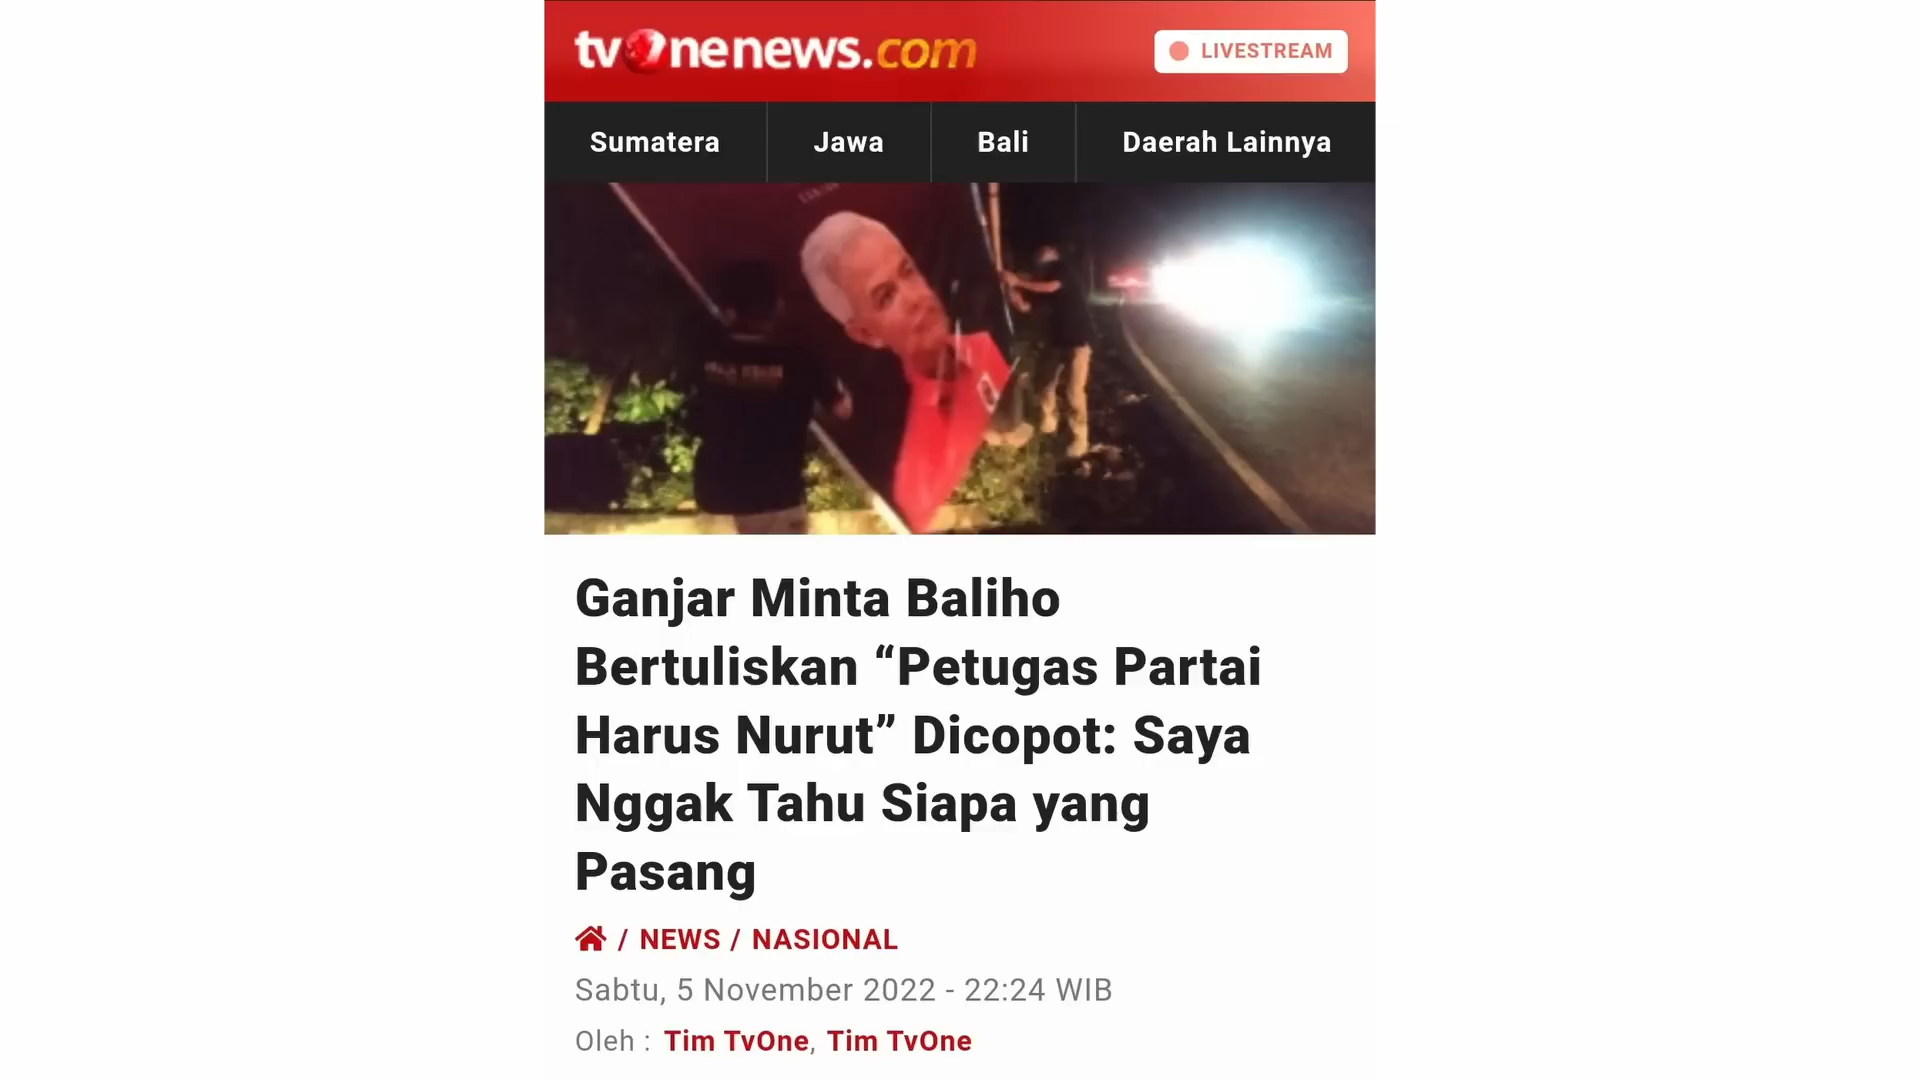 tvOnenews.com
LIVESTREAM
Sumatera
Jawa
Bali
Daerah Lainnya
Ganjar Minta Baliho
Bertuliskan “Petugas Partai
Harus Nurut” Dicopot: Saya
Nggak Tahu Siapa yang
Pasang
/ NEWS / NASIONAL
Sabtu, 5 November 2022 - 22:24 WIB
Oleh : Tim TvOne, Tim TvOne